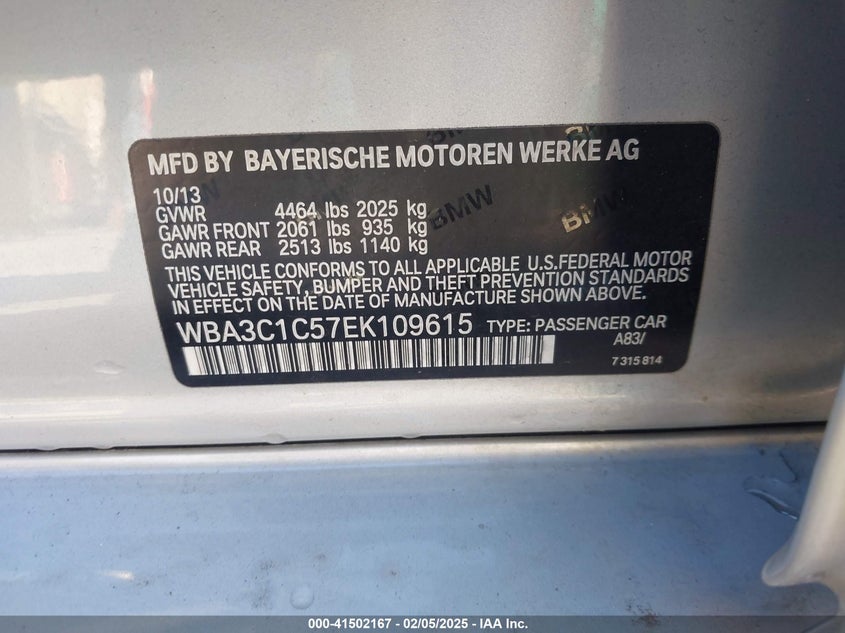 MFD BY BAYERISCHE MOTOREN WERKE AG
10/13
GVWR 4464 lbs 2025 kg
GAWR FRONT 2061 lbs 935 kg
GAWR REAR 2513 lbs 1140 kg
THIS VEHICLE CONFORMS TO ALL APPLICABLE U.S.FEDERAL MOTOR
VEHICLE SAFETY, BUMPER AND THEFT PREVENTION STANDARDS
IN EFFECT ON THE DATE OF MANUFACTURE SHOWN ABOVE.
WBA3C1C57EK109615 TYPE: PASSENGER CAR
A83/
7 315 814
BMW
BMW
BMW
000-41502167 - 02/05/2025 - IAA Inc.